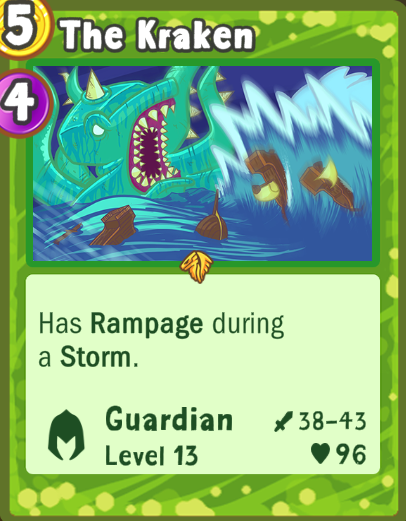 5
The Kraken
4
Has Rampage during
a Storm.
Guardian
38–43
Level 13
96